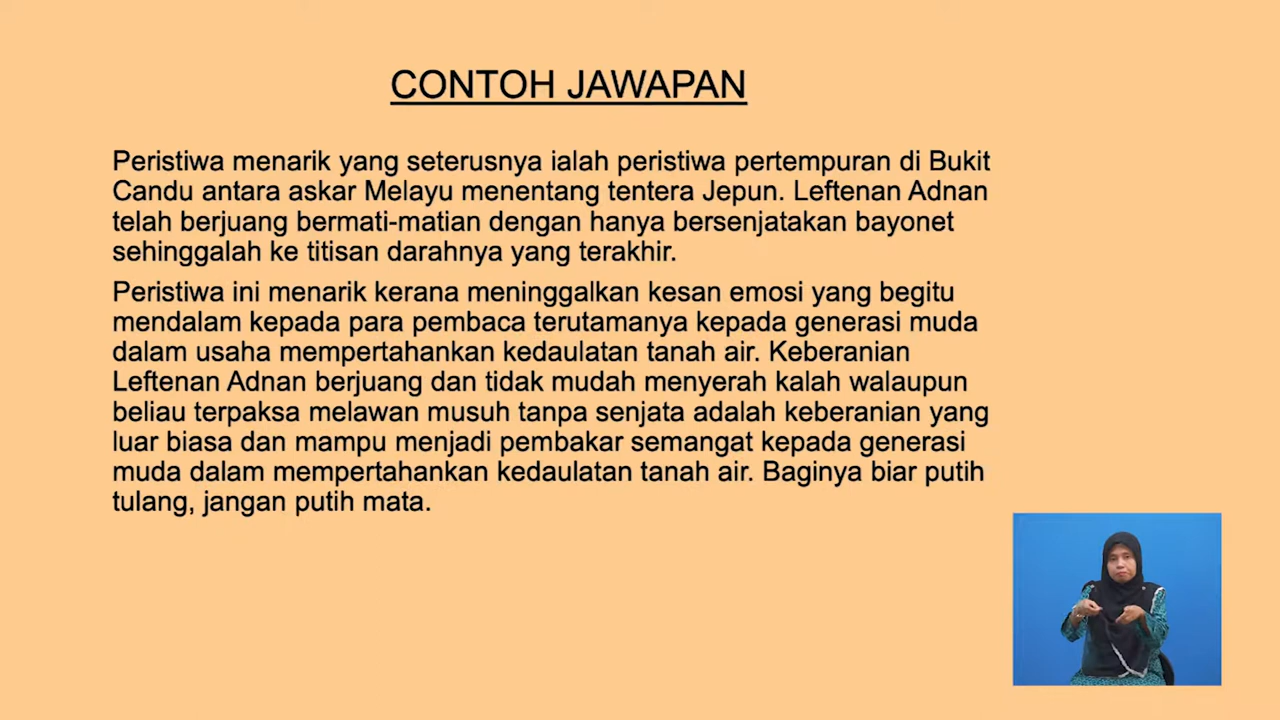 CONTOH JAWAPAN
Peristiwa menarik yang seterusnya ialah peristiwa pertempuran di Bukit
Candu antara askar Melayu menentang tentera Jepun. Leftenan Adnan
telah berjuang bermati-matian dengan hanya bersenjatakan bayonet
sehinggalah ke titisan darahnya yang terakhir.
Peristiwa ini menarik kerana meninggalkan kesan emosi yang begitu
mendalam kepada para pembaca terutamanya kepada generasi muda
dalam usaha mempertahankan kedaulatan tanah air. Keberanian
Leftenan Adnan berjuang dan tidak mudah menyerah kalah walaupun
beliau terpaksa melawan musuh tanpa senjata adalah keberanian yang
luar biasa dan mampu menjadi pembakar semangat kepada generasi
muda dalam mempertahankan kedaulatan tanah air. Baginya biar putih
tulang, jangan putih mata.